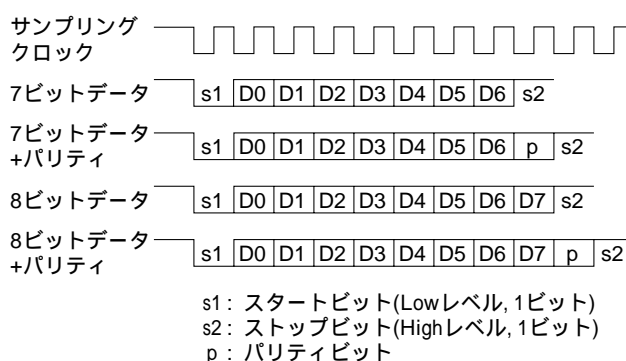 サンプリング
クロック
7ビットデータ s1 D0 D1 D2 D3 D4 D5 D6 s2
7ビットデータ
+パリティ s1 D0 D1 D2 D3 D4 D5 D6 p s2
8ビットデータ s1 D0 D1 D2 D3 D4 D5 D6 D7 s2
8ビットデータ
+パリティ s1 D0 D1 D2 D3 D4 D5 D6 D7 p s2
s1 : スタートビット(Lowレベル, 1ビット)
s2 : ストップビット(Highレベル, 1ビット)
p : パリティビット